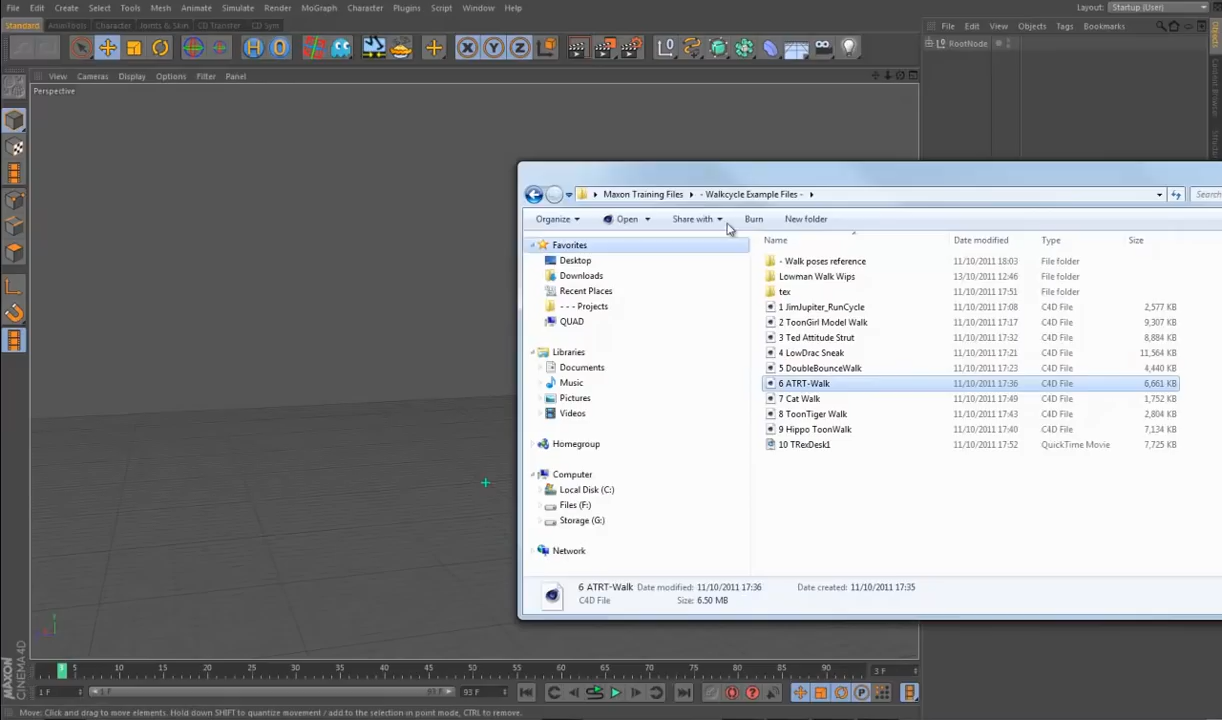 File Edit Create Select Tools Mesh Animate Simulate Render MoGraph Character Plugins Script Window Help Layout: Startup (User)
Standard Character Joints & Skin CD Transfer CD Sym
File Edit View Objects Tags Bookmarks
RootNode
View Cameras Display Options Filter Panel
Perspective
Maxon Training Files - Walkcycle Example Files - Search
Organize Open Share with Burn New folder
Name Date modified Type Size
Favorites
Desktop
Downloads
Recent Places
- - - Projects
QUAD
Libraries
Documents
Music
Pictures
Videos
Homegroup
Computer
Local Disk (C:)
Files (F:)
Storage (G:)
Network
- Walk poses reference 11/10/2011 18:03 File folder
Lowman Walk Wips 13/10/2011 12:46 File folder
tex 11/10/2011 17:51 File folder
1 JimJupiter_RunCycle 11/10/2011 17:08 C4D File 2,577 KB
2 ToonGirl Model Walk 11/10/2011 17:17 C4D File 9,307 KB
3 Ted Attitude Strut 11/10/2011 17:32 C4D File 8,884 KB
4 LowDrac Sneak 11/10/2011 17:21 C4D File 11,564 KB
5 DoubleBounceWalk 11/10/2011 17:23 C4D File 4,440 KB
6 ATRT-Walk 11/10/2011 17:36 C4D File 6,661 KB
7 Cat Walk 11/10/2011 17:49 C4D File 1,752 KB
8 ToonTiger Walk 11/10/2011 17:43 C4D File 2,804 KB
9 Hippo ToonWalk 11/10/2011 17:40 C4D File 7,134 KB
10 TRexDesk1 11/10/2011 17:52 QuickTime Movie 7,725 KB
6 ATRT-Walk Date modified: 11/10/2011 17:36 Date created: 11/10/2011 17:35
C4D File Size: 6.50 MB
3 5 10 15 20 25 30 35 40 45 50 55 60 65 70 75 80 85 90 3 F
1 F 1 F 93 F 93 F
MAXON
CINEMA 4D
Move: Click and drag to move elements. Hold down SHIFT to quantize movement / add to the selection in point mode, CTRL to remove.